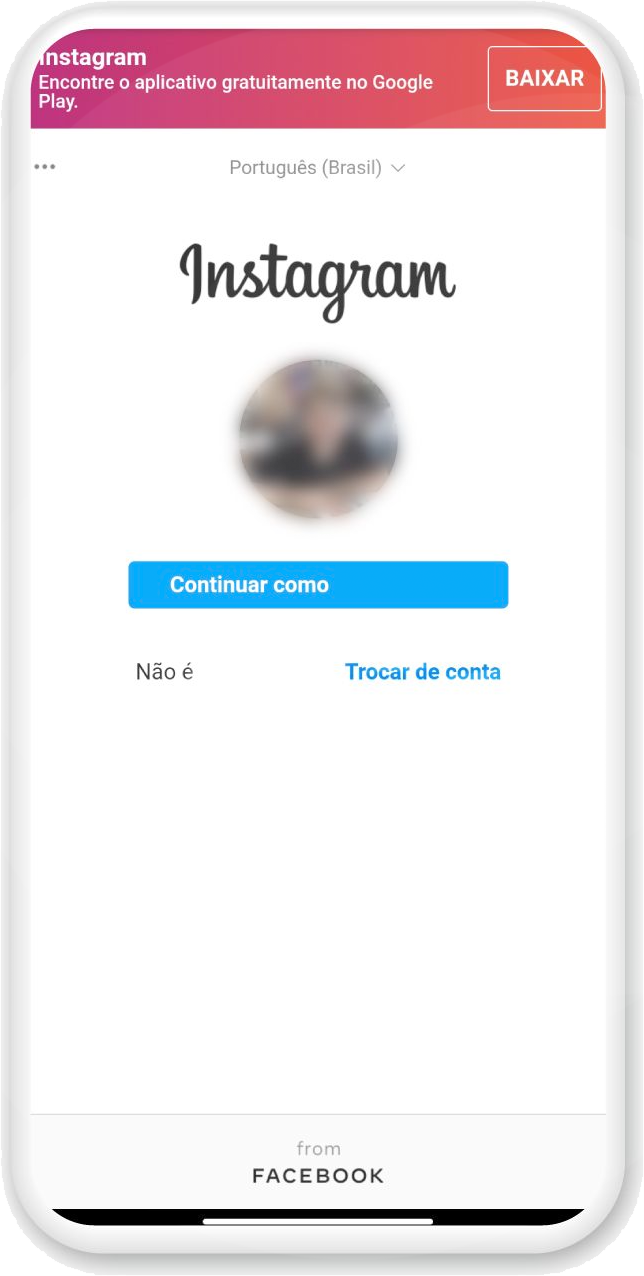 Instagram
Encontre o aplicativo gratuitamente no Google
Play.
BAIXAR
Português (Brasil)
Instagram
Continuar como
Não é
Trocar de conta
from
FACEBOOK